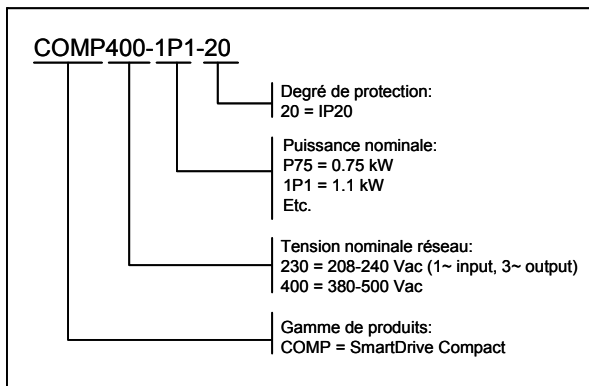 COMP400-1P1-20
Degré de protection:
20 = IP20
Puissance nominale:
P75 = 0.75 kW
1P1 = 1.1 kW
Etc.
Tension nominale réseau:
230 = 208-240 Vac (1~ input, 3~ output)
400 = 380-500 Vac
Gamme de produits:
COMP = SmartDrive Compact